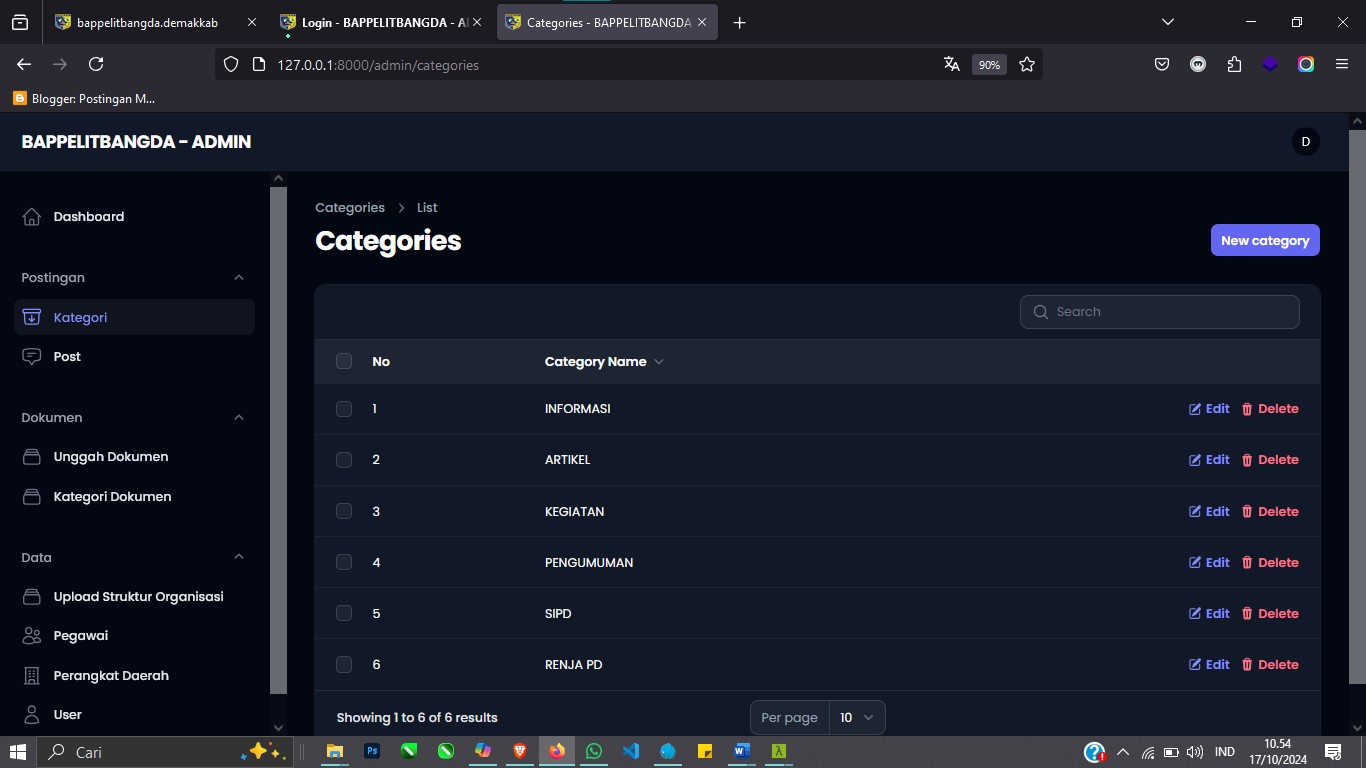 bappelitbangda.demakkab
Login - BAPPELITBANGDA - A
Categories - BAPPELITBANGDA
127.0.0.1:8000/admin/categories
90%
Blogger: Postingan M...
BAPPELITBANGDA - ADMIN
D
Dashboard
Postingan
Kategori
Post
Dokumen
Unggah Dokumen
Kategori Dokumen
Data
Upload Struktur Organisasi
Pegawai
Perangkat Daerah
User
Categories > List
Categories
New category
Search
No Category Name
1 INFORMASI Edit Delete
2 ARTIKEL Edit Delete
3 KEGIATAN Edit Delete
4 PENGUMUMAN Edit Delete
5 SIPD Edit Delete
6 RENJA PD Edit Delete
Showing 1 to 6 of 6 results
Per page 10
Cari
Ps
IND
10.54
17/10/2024